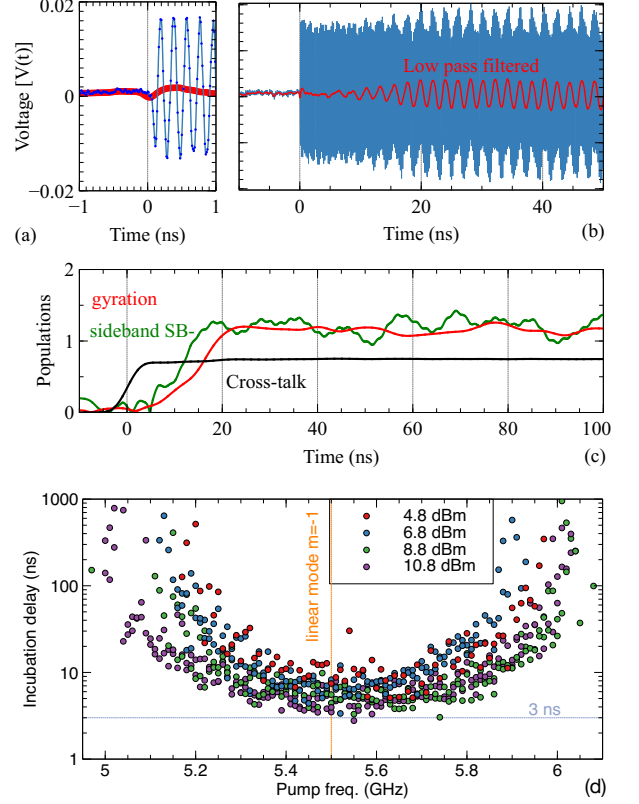 0.02
Voltage [V(t)]
0
−0.02
−1 0 1
0 20 40
Low pass filtered
(a) Time (ns) Time (ns) (b)
2
gyration
sideband SB-
Populations
1
Cross-talk
0
0 20 40 60 80 100
Time (ns) (c)
1000
4.8 dBm
6.8 dBm
8.8 dBm
10.8 dBm
linear mode m=-1
Incubation delay (ns)
100
10
3 ns
1
5 5.2 5.4 5.6 5.8 6
Pump freq. (GHz) (d)